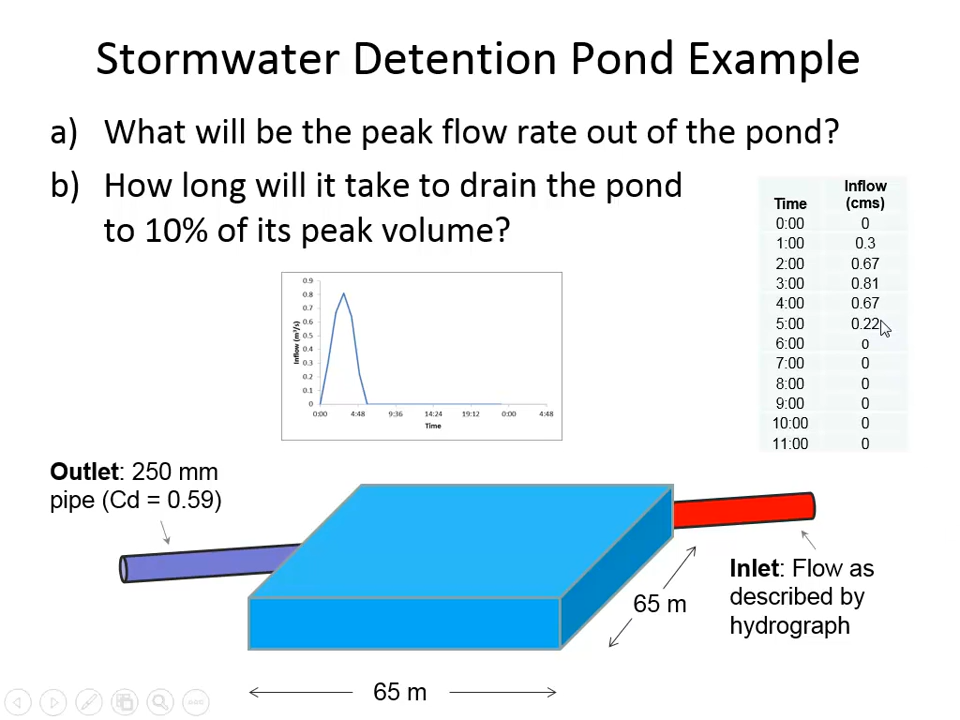 Stormwater Detention Pond Example
a) What will be the peak flow rate out of the pond?
b) How long will it take to drain the pond
to 10% of its peak volume?
Time Inflow (cms)
0:00 0
1:00 0.3
2:00 0.67
3:00 0.81
4:00 0.67
5:00 0.22
6:00 0
7:00 0
8:00 0
9:00 0
10:00 0
11:00 0
Inflow (m³/s)
0.9
0.8
0.7
0.6
0.5
0.4
0.3
0.2
0.1
0
0:00 4:48 9:36 14:24 19:12 0:00 4:48
Time
Outlet: 250 mm
pipe (Cd = 0.59)
Inlet: Flow as
described by
hydrograph
65 m
65 m